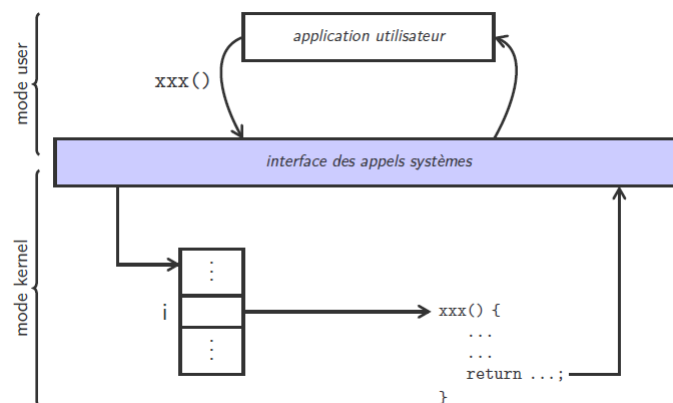 application utilisateur
mode user
xxx()
interface des appels systèmes
mode kernel
⋮
i
⋮
xxx() {
...
...
return ...;
}